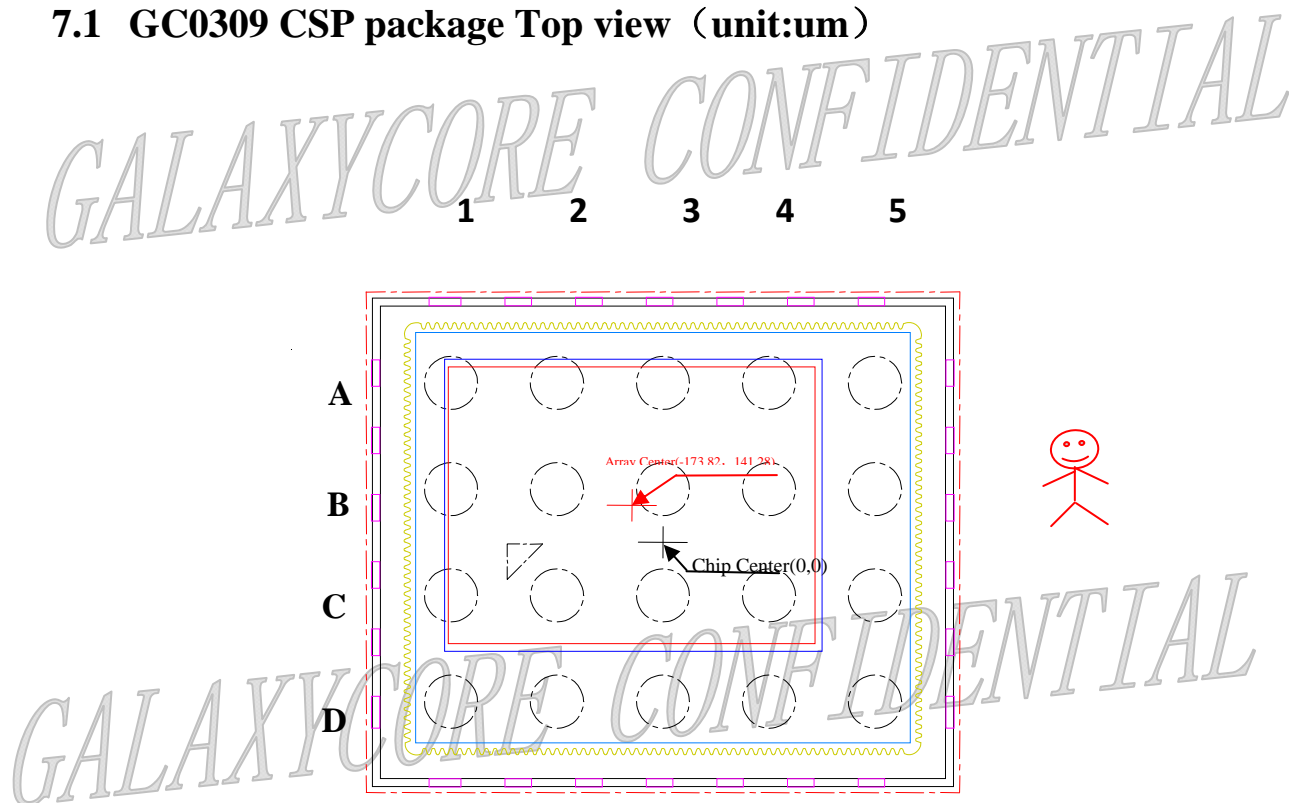 7.1 GC0309 CSP package Top view（unit:um）
GALAXYCORE CONFIDENTIAL
1 2 3 4 5
A
Array Center(-173.82，141.28)
B
Chip Center(0,0)
C
GALAXYCORE CONFIDENTIAL
D